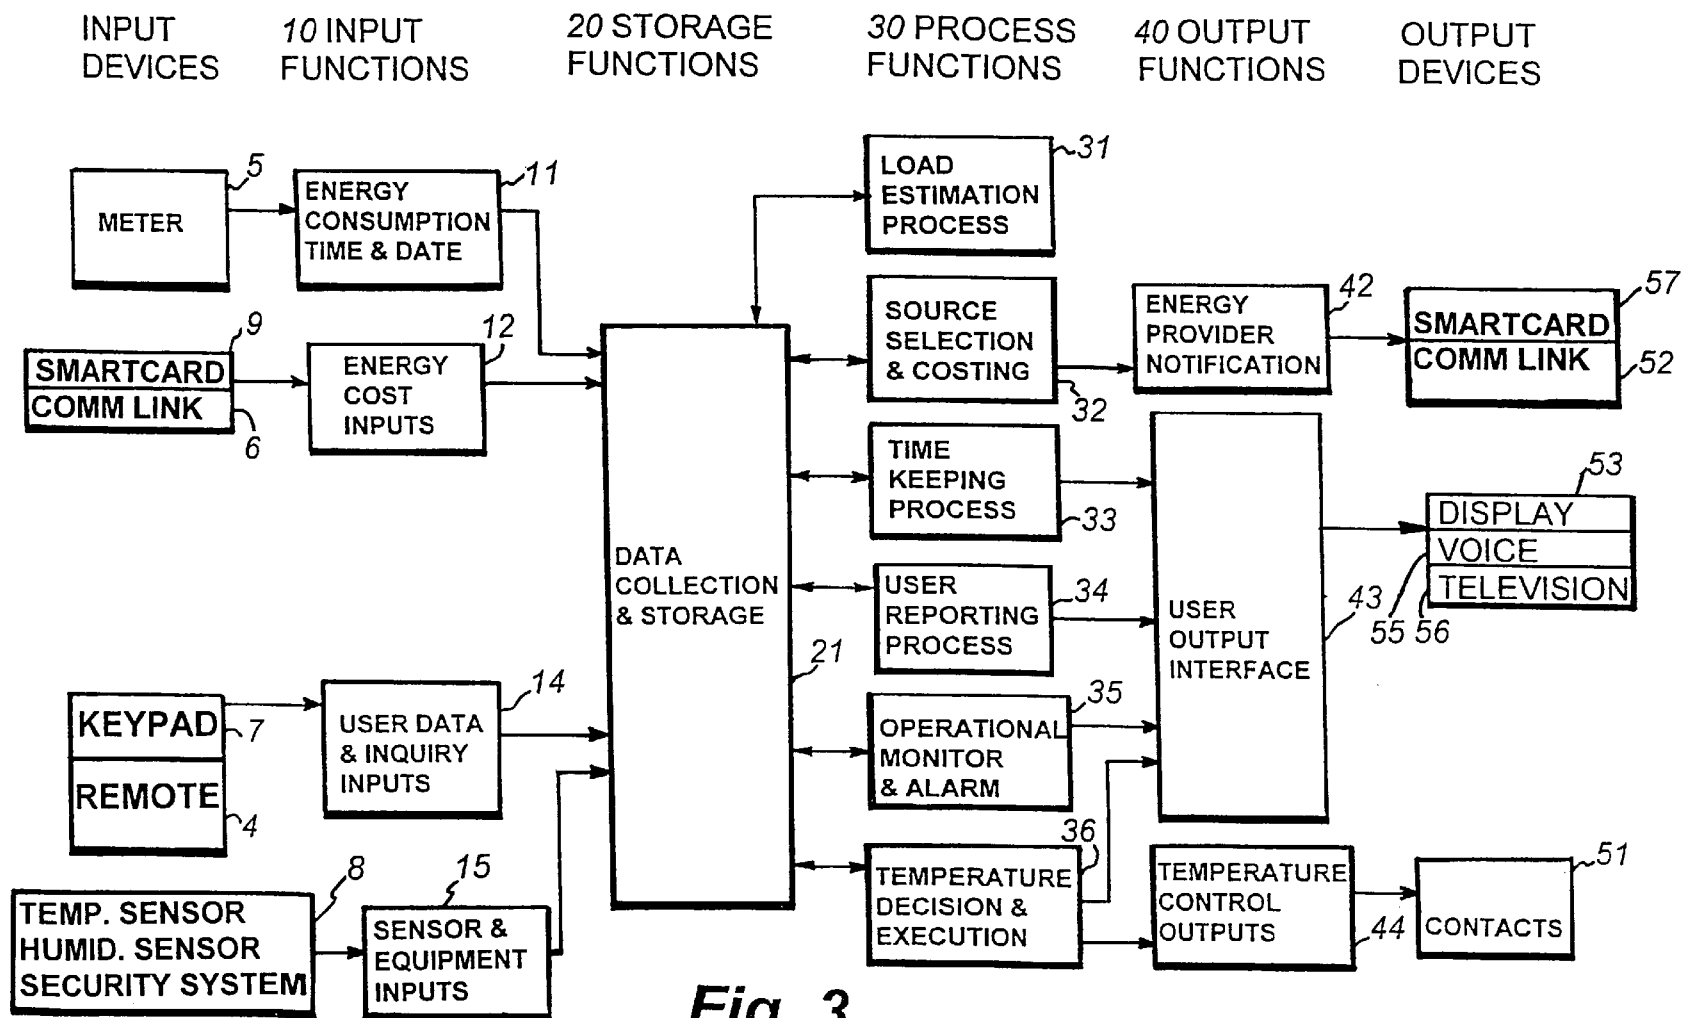 INPUT
DEVICES
10 INPUT
FUNCTIONS
20 STORAGE
FUNCTIONS
30 PROCESS
FUNCTIONS
40 OUTPUT
FUNCTIONS
OUTPUT
DEVICES
METER
5
ENERGY
CONSUMPTION
TIME & DATE
11
LOAD
ESTIMATION
PROCESS
31
SMARTCARD
COMM LINK
9
6
ENERGY
COST
INPUTS
12
SOURCE
SELECTION
& COSTING
32
ENERGY
PROVIDER
NOTIFICATION
42
SMARTCARD
COMM LINK
57
52
TIME
KEEPING
PROCESS
33
DATA
COLLECTION
& STORAGE
21
USER
REPORTING
PROCESS
34
USER
OUTPUT
INTERFACE
43
DISPLAY
VOICE
TELEVISION
53
55
56
KEYPAD
REMOTE
7
4
USER DATA
& INQUIRY
INPUTS
14
OPERATIONAL
MONITOR
& ALARM
35
TEMP. SENSOR
HUMID. SENSOR
SECURITY SYSTEM
8
SENSOR &
EQUIPMENT
INPUTS
15
TEMPERATURE
DECISION &
EXECUTION
36
TEMPERATURE
CONTROL
OUTPUTS
44
CONTACTS
51
Fig. 3